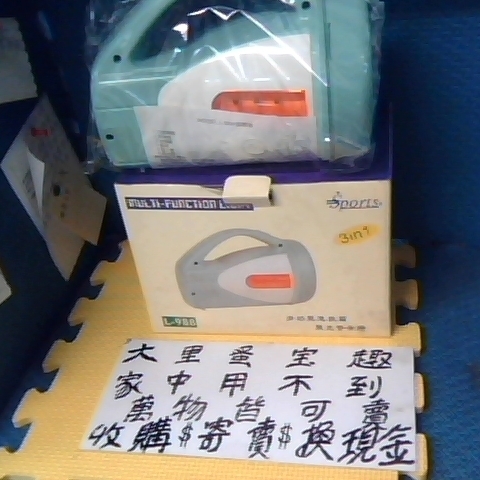 MULTI-FUNCTION LIGHT
Sports
3in1
L-988
大里蛋宝趣
家中用不到
萬物皆可賣
收購$寄賣$換現金